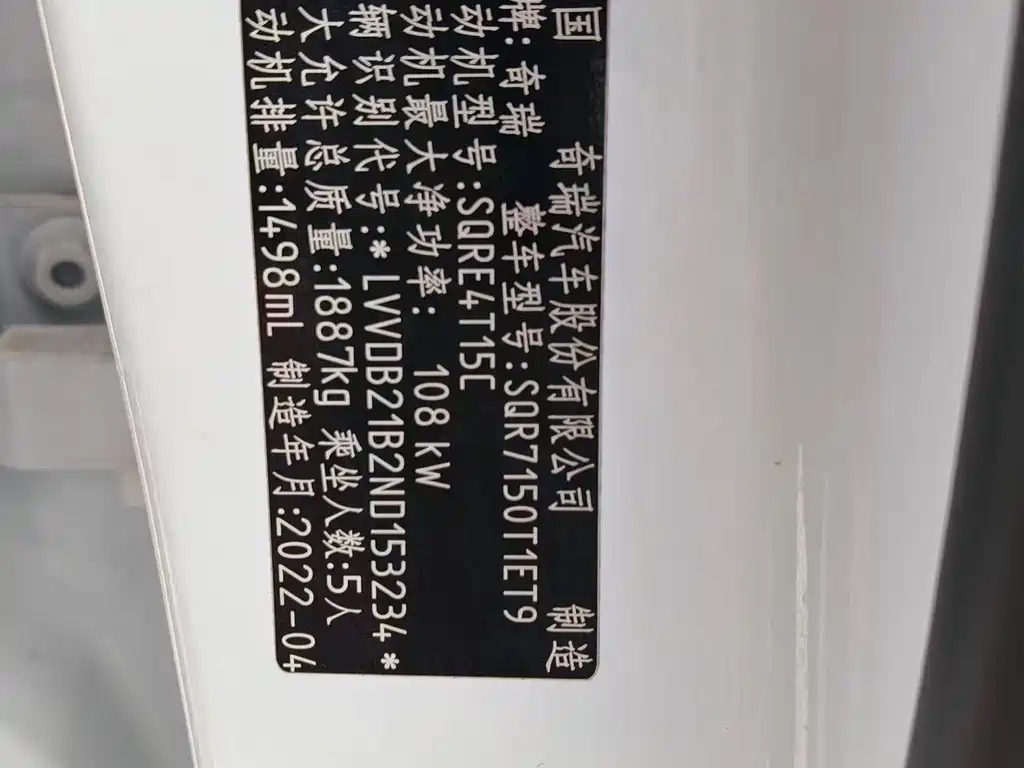 国 奇瑞汽车股份有限公司 制造
牌:奇瑞 整车型号:SQR7150T1ET9
动机型号:SQRE4T15C
动机最大净功率: 108kW
辆识别代号:*LVVDB21B2ND153234*
大允许总质量:1887kg 乘坐人数:5人
动机排量:1498mL 制造年月:2022-04